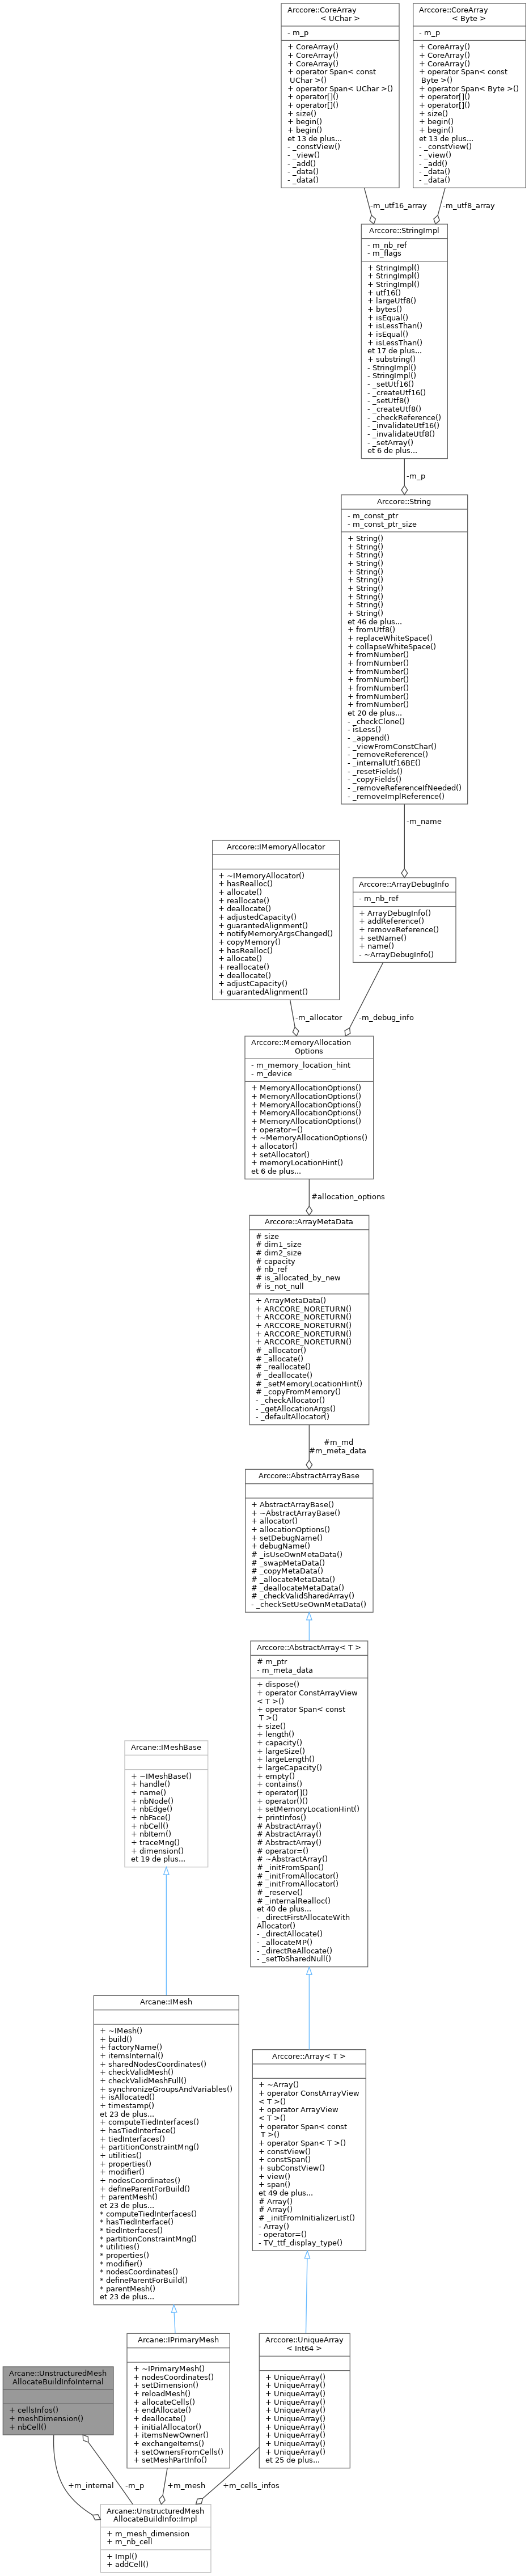 Arccore::CoreArray
< UChar >
- m_p
+ CoreArray()
+ CoreArray()
+ CoreArray()
+ operator Span< const
UChar >()
+ operator Span< UChar >()
+ operator[]()
+ operator[]()
+ size()
+ begin()
+ begin()
et 13 de plus...
- _constView()
- _view()
- _add()
- _data()
- _data()
Arccore::CoreArray
< Byte >
- m_p
+ CoreArray()
+ CoreArray()
+ CoreArray()
+ operator Span< const
Byte >()
+ operator Span< Byte >()
+ operator[]()
+ operator[]()
+ size()
+ begin()
+ begin()
et 13 de plus...
- _constView()
- _view()
- _add()
- _data()
- _data()
-m_utf16_array
-m_utf8_array
Arccore::StringImpl
- m_nb_ref
- m_flags
+ StringImpl()
+ StringImpl()
+ StringImpl()
+ utf16()
+ largeUtf8()
+ bytes()
+ isEqual()
+ isLessThan()
+ isEqual()
+ isLessThan()
et 17 de plus...
+ substring()
- StringImpl()
- StringImpl()
- _setUtf16()
- _createUtf16()
- _setUtf8()
- _createUtf8()
- _checkReference()
- _invalidateUtf16()
- _invalidateUtf8()
- _setArray()
et 6 de plus...
-m_p
Arccore::String
- m_const_ptr
- m_const_ptr_size
+ String()
+ String()
+ String()
+ String()
+ String()
+ String()
+ String()
+ String()
+ String()
+ String()
et 46 de plus...
+ fromUtf8()
+ replaceWhiteSpace()
+ collapseWhiteSpace()
+ fromNumber()
+ fromNumber()
+ fromNumber()
+ fromNumber()
+ fromNumber()
+ fromNumber()
+ fromNumber()
et 20 de plus...
- _checkClone()
- isLess()
- _append()
- _viewFromConstChar()
- _removeReference()
- _internalUtf16BE()
- _resetFields()
- _copyFields()
- _removeReferenceIfNeeded()
- _removeImplReference()
-m_name
Arccore::IMemoryAllocator
+ ~IMemoryAllocator()
+ hasRealloc()
+ allocate()
+ reallocate()
+ deallocate()
+ adjustedCapacity()
+ guarantedAlignment()
+ notifyMemoryArgsChanged()
+ copyMemory()
+ hasRealloc()
+ allocate()
+ reallocate()
+ deallocate()
+ adjustCapacity()
+ guarantedAlignment()
Arccore::ArrayDebugInfo
- m_nb_ref
+ ArrayDebugInfo()
+ addReference()
+ removeReference()
+ setName()
+ name()
- ~ArrayDebugInfo()
-m_allocator
-m_debug_info
Arccore::MemoryAllocation
Options
- m_memory_location_hint
- m_device
+ MemoryAllocationOptions()
+ MemoryAllocationOptions()
+ MemoryAllocationOptions()
+ MemoryAllocationOptions()
+ MemoryAllocationOptions()
+ operator=()
+ ~MemoryAllocationOptions()
+ allocator()
+ setAllocator()
+ memoryLocationHint()
et 6 de plus...
#allocation_options
Arccore::ArrayMetaData
# size
# dim1_size
# dim2_size
# capacity
# nb_ref
# is_allocated_by_new
# is_not_null
+ ArrayMetaData()
+ ARCCORE_NORETURN()
+ ARCCORE_NORETURN()
+ ARCCORE_NORETURN()
+ ARCCORE_NORETURN()
+ ARCCORE_NORETURN()
# _allocator()
# _allocate()
# _reallocate()
# _deallocate()
# _setMemoryLocationHint()
# _copyFromMemory()
- _checkAllocator()
- _getAllocationArgs()
- _defaultAllocator()
#m_md
#m_meta_data
Arccore::AbstractArrayBase
+ AbstractArrayBase()
+ ~AbstractArrayBase()
+ allocator()
+ allocationOptions()
+ setDebugName()
+ debugName()
# _isUseOwnMetaData()
# _swapMetaData()
# _copyMetaData()
# _allocateMetaData()
# _deallocateMetaData()
# _checkValidSharedArray()
- _checkSetUseOwnMetaData()
Arccore::AbstractArray< T >
# m_ptr
- m_meta_data
+ dispose()
+ operator ConstArrayView
< T >()
+ operator Span< const
T >()
+ size()
+ length()
+ capacity()
+ largeSize()
+ largeLength()
+ largeCapacity()
+ empty()
+ contains()
+ operator[]()
+ operator()()
+ setMemoryLocationHint()
+ printInfos()
# AbstractArray()
# AbstractArray()
# AbstractArray()
# operator=()
# ~AbstractArray()
# _initFromSpan()
# _initFromAllocator()
# _initFromAllocator()
# _reserve()
# _internalRealloc()
et 40 de plus...
- _directFirstAllocateWith
Allocator()
- _directAllocate()
- _allocateMP()
- _directReAllocate()
- _setToSharedNull()
Arcane::IMeshBase
+ ~IMeshBase()
+ handle()
+ name()
+ nbNode()
+ nbEdge()
+ nbFace()
+ nbCell()
+ nbItem()
+ traceMng()
+ dimension()
et 19 de plus...
Arcane::IMesh
+ ~IMesh()
+ build()
+ factoryName()
+ itemsInternal()
+ sharedNodesCoordinates()
+ checkValidMesh()
+ checkValidMeshFull()
+ synchronizeGroupsAndVariables()
+ isAllocated()
+ timestamp()
et 23 de plus...
+ computeTiedInterfaces()
+ hasTiedInterface()
+ tiedInterfaces()
+ partitionConstraintMng()
+ utilities()
+ properties()
+ modifier()
+ nodesCoordinates()
+ defineParentForBuild()
+ parentMesh()
et 23 de plus...
* computeTiedInterfaces()
* hasTiedInterface()
* tiedInterfaces()
* partitionConstraintMng()
* utilities()
* properties()
* modifier()
* nodesCoordinates()
* defineParentForBuild()
* parentMesh()
et 23 de plus...
Arccore::Array< T >
+ ~Array()
+ operator ConstArrayView
< T >()
+ operator ArrayView
< T >()
+ operator Span< const
T >()
+ operator Span< T >()
+ constView()
+ constSpan()
+ subConstView()
+ view()
+ span()
et 49 de plus...
# Array()
# Array()
# _initFromInitializerList()
- Array()
- operator=()
- TV_ttf_display_type()
Arcane::UnstructuredMesh
AllocateBuildInfoInternal
+ cellsInfos()
+ meshDimension()
+ nbCell()
Arcane::IPrimaryMesh
+ ~IPrimaryMesh()
+ nodesCoordinates()
+ setDimension()
+ reloadMesh()
+ allocateCells()
+ endAllocate()
+ deallocate()
+ initialAllocator()
+ itemsNewOwner()
+ exchangeItems()
+ setOwnersFromCells()
+ setMeshPartInfo()
Arccore::UniqueArray
< Int64 >
+ UniqueArray()
+ UniqueArray()
+ UniqueArray()
+ UniqueArray()
+ UniqueArray()
+ UniqueArray()
+ UniqueArray()
+ UniqueArray()
+ UniqueArray()
+ UniqueArray()
et 25 de plus...
+m_internal
-m_p
+m_mesh
+m_cells_infos
Arcane::UnstructuredMesh
AllocateBuildInfo::Impl
+ m_mesh_dimension
+ m_nb_cell
+ Impl()
+ addCell()